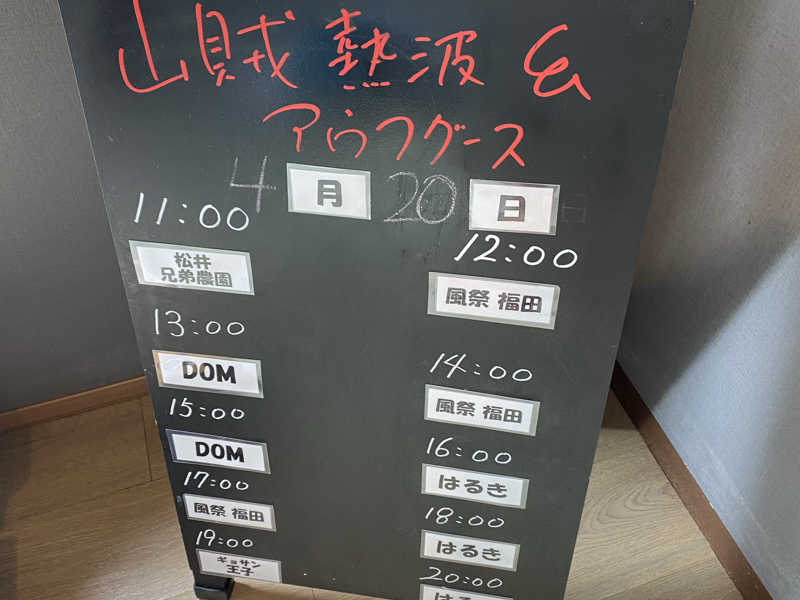 山賊 熱波 &
アウフグース
4 月 20 日
11:00
松井
兄弟農園
12:00
風祭 福田
13:00
DOM
14:00
風祭 福田
15:00
DOM
16:00
はるき
17:00
風祭 福田
18:00
はるき
19:00
ギョサン
王子
20:00
はるき